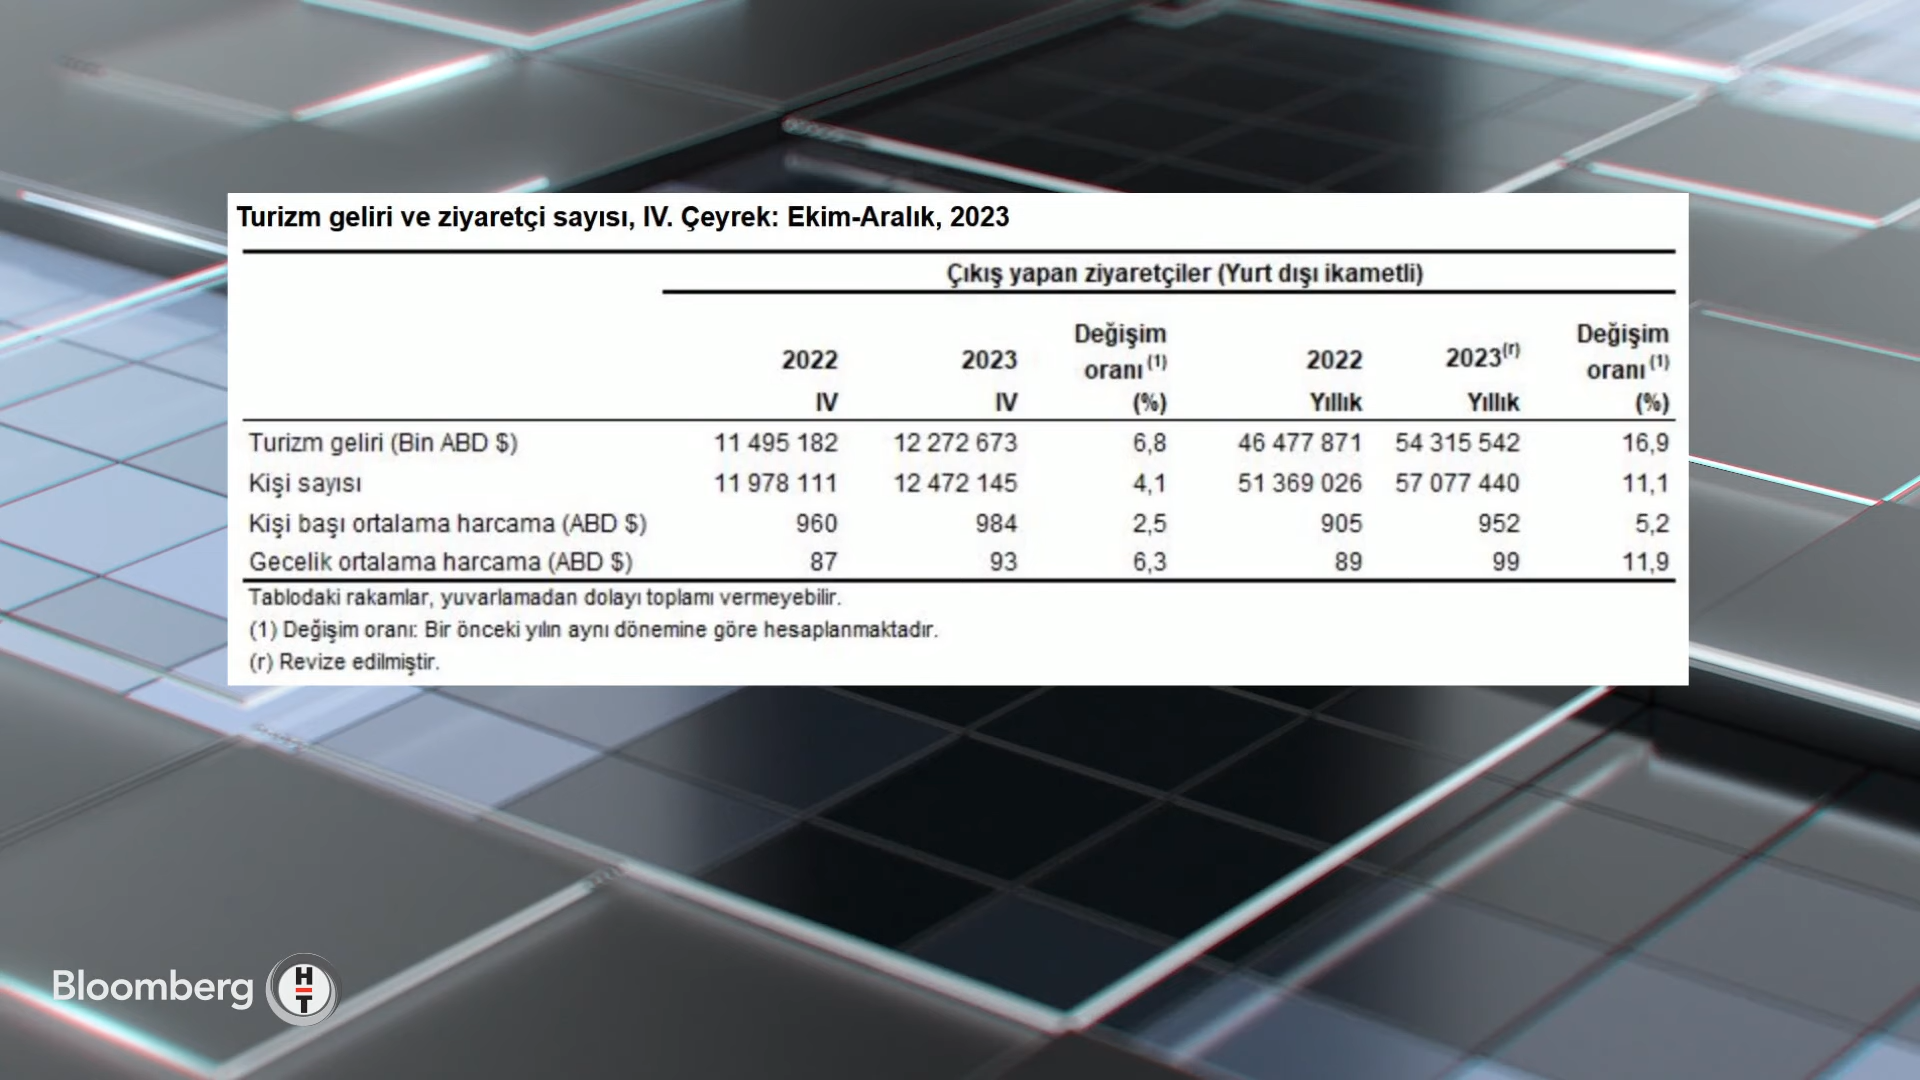 Turizm geliri ve ziyaretçi sayısı, IV. Çeyrek: Ekim-Aralık, 2023
Çıkış yapan ziyaretçiler (Yurt dışı ikametli)
2022 IV 2023 IV Değişim oranı (1) (%) 2022 Yıllık 2023(r) Yıllık Değişim oranı (1) (%)
Turizm geliri (Bin ABD $) 11 495 182 12 272 673 6,8 46 477 871 54 315 542 16,9
Kişi sayısı 11 978 111 12 472 145 4,1 51 369 026 57 077 440 11,1
Kişi başı ortalama harcama (ABD $) 960 984 2,5 905 952 5,2
Gecelik ortalama harcama (ABD $) 87 93 6,3 89 99 11,9
Tablodaki rakamlar, yuvarlamadan dolayı toplamı vermeyebilir.
(1) Değişim oranı: Bir önceki yılın aynı dönemine göre hesaplanmaktadır.
(r) Revize edilmiştir.
Bloomberg HT